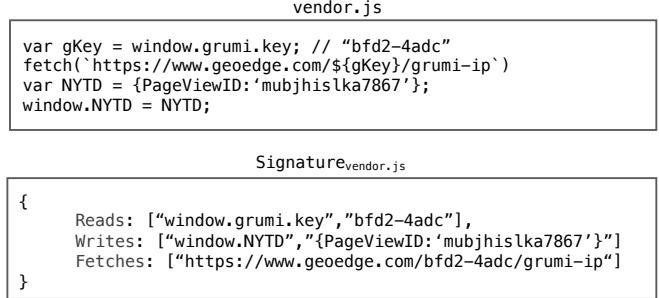 vendor.js
var gKey = window.grumi.key; // “bfd2-4adc”
fetch(`https://www.geoedge.com/${gKey}/grumi-ip`)
var NYTD = {PageViewID:‘mubjhislka7867’};
window.NYTD = NYTD;
Signaturevendor.js
{
Reads: [“window.grumi.key”,”bfd2-4adc”],
Writes: [“window.NYTD”,”{PageViewID:‘mubjhislka7867’}”]
Fetches: [“https://www.geoedge.com/bfd2-4adc/grumi-ip“]
}